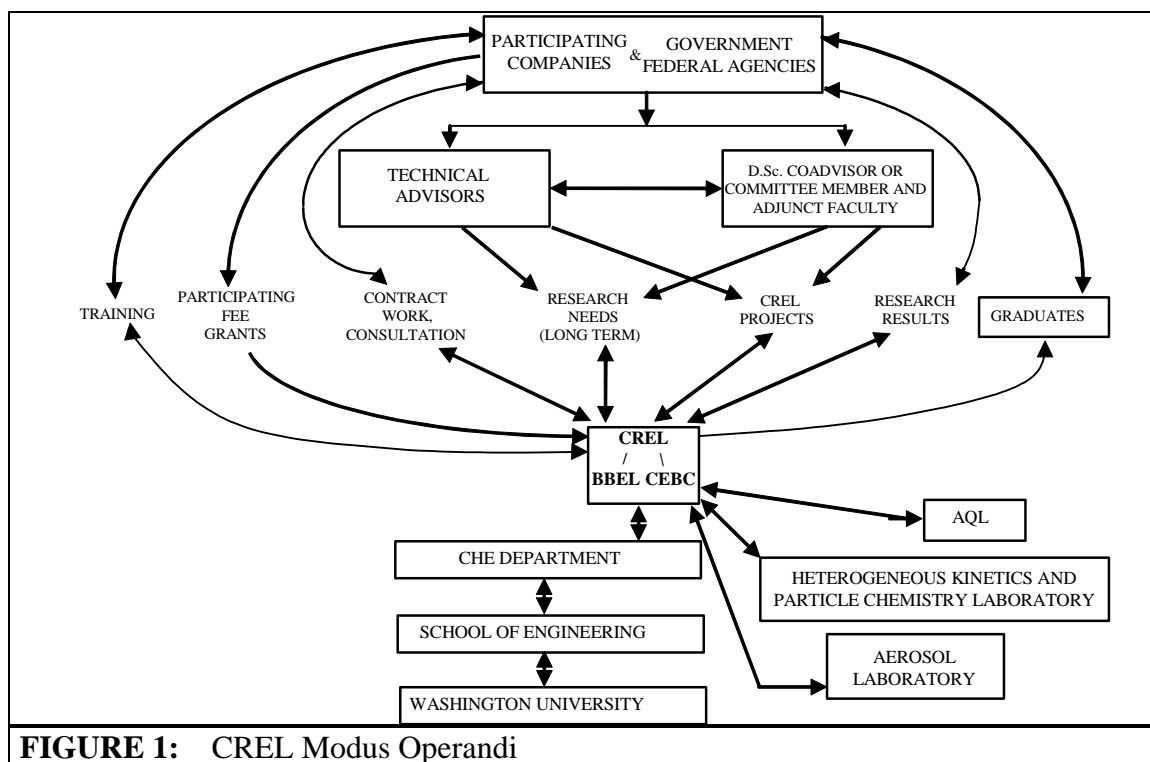 PARTICIPATING
COMPANIES
&
GOVERNMENT
FEDERAL AGENCIES
TECHNICAL
ADVISORS
D.Sc. COADVISOR OR
COMMITTEE MEMBER AND
ADJUNCT FACULTY
TRAINING
PARTICIPATING
FEE
GRANTS
CONTRACT
WORK,
CONSULTATION
RESEARCH
NEEDS
(LONG TERM)
CREL
PROJECTS
RESEARCH
RESULTS
GRADUATES
CREL
/ \
BBEL CEBC
AQL
CHE DEPARTMENT
HETEROGENEOUS KINETICS AND
PARTICLE CHEMISTRY LABORATORY
SCHOOL OF ENGINEERING
AEROSOL
LABORATORY
WASHINGTON UNIVERSITY
FIGURE 1: CREL Modus Operandi